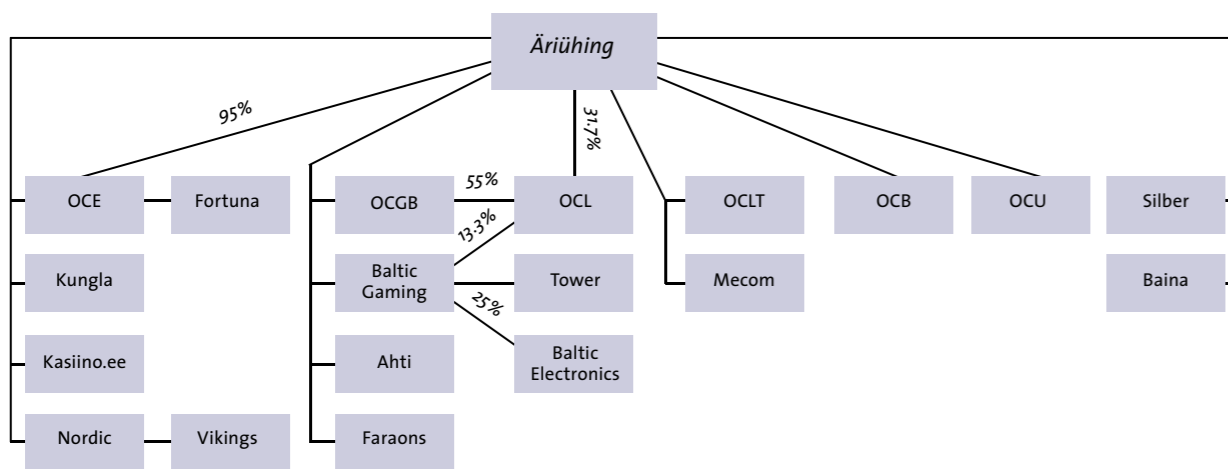 Äriühing
95%
31.7%
OCE
Fortuna
OCGB
55%
OCL
OCLT
OCB
OCU
Silber
13.3%
Kungla
Baltic
Gaming
Tower
Mecom
Baina
25%
Kasiino.ee
Ahti
Baltic
Electronics
Nordic
Vikings
Faraons